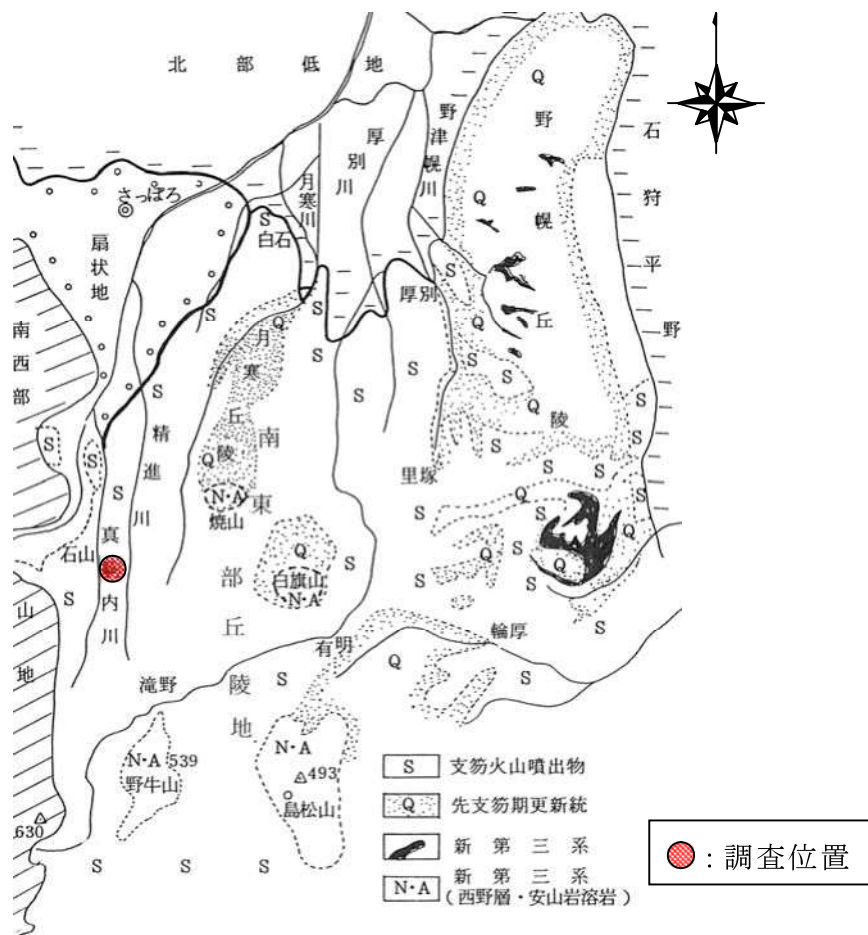 北部低地
野津幌川
厚別川
月寒川
石狩平野
野幌丘陵
さっぽろ
S
白石
扇状地
南西部山地
厚別
月寒丘陵
精進川
南東部丘陵地
里塚
N・A
焼山
石山
真内川
白旗山
N・A
有明
輪厚
滝野
N・A 539
野牛山
N・A
493
島松山
630
Q
A
S 支笏火山噴出物
Q 先支笏期更新統
新第三系
N・A 新第三系
(西野層・安山岩溶岩)
:調査位置